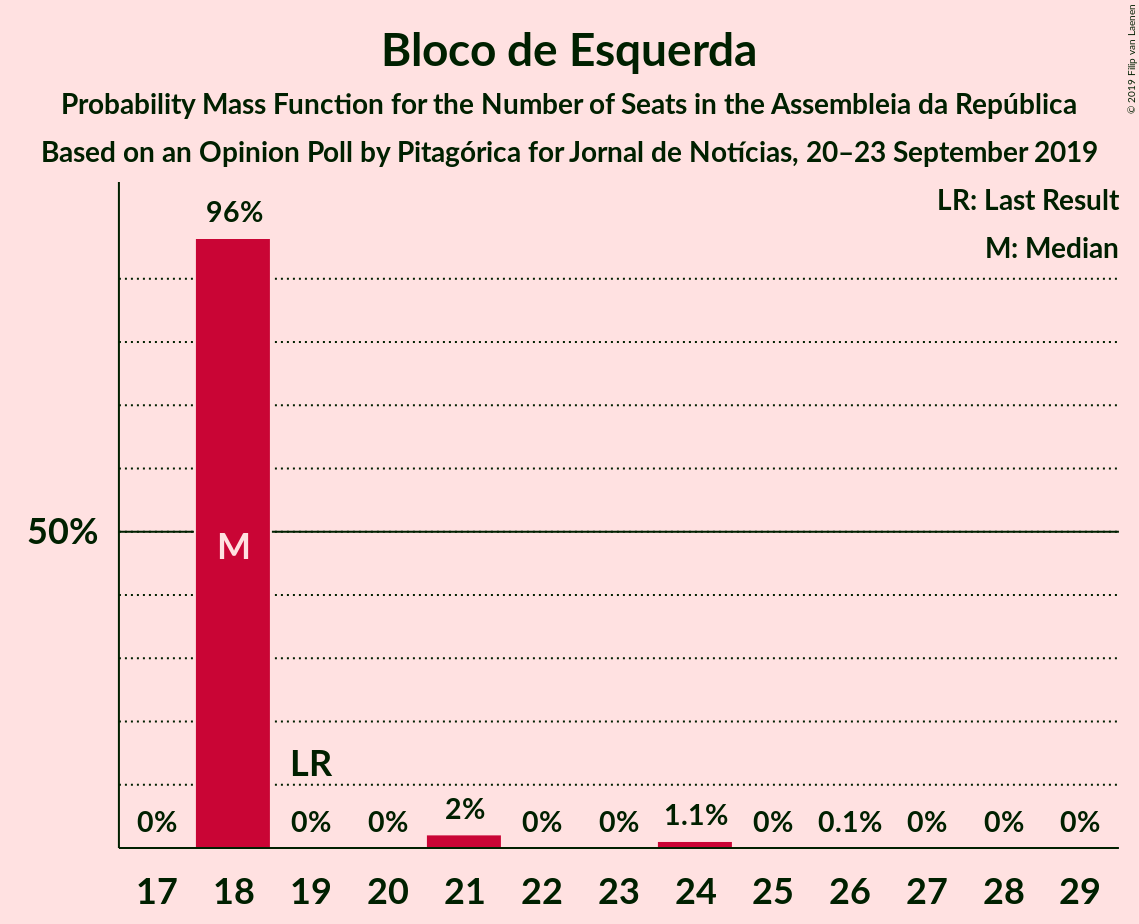 Bloco de Esquerda
Probability Mass Function for the Number of Seats in the Assembleia da República
Based on an Opinion Poll by Pitagórica for Jornal de Notícias, 20–23 September 2019
© 2019 Filip van Laenen
LR: Last Result
M: Median
96%
50%
M
LR
0% 0% 0% 2% 0% 0% 1.1% 0% 0.1% 0% 0% 0%
17 18 19 20 21 22 23 24 25 26 27 28 29